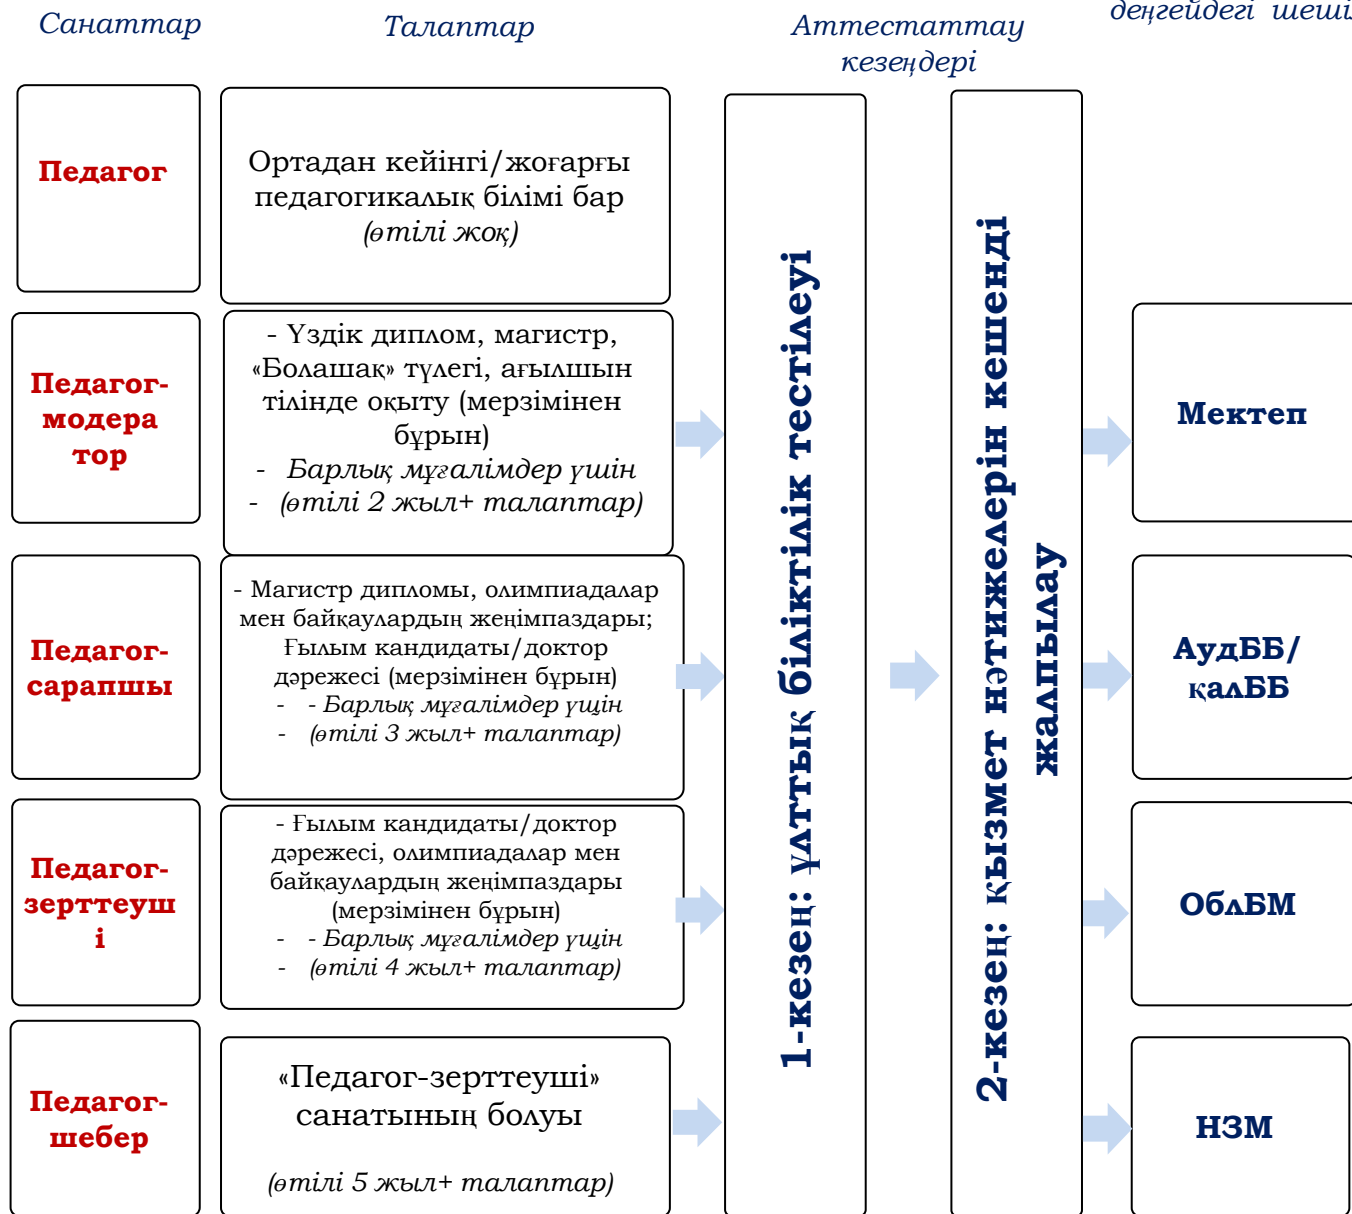 Санаттар
Талаптар
Аттестаттау
кезеңдері
деңгейдегі
Педагог
Ортадан кейінгі/жоғарғы
педагогикалық білімі бар
(өтілі жоқ)
Педагог-
модера
тор
- Үздік диплом, магистр,
«Болашақ» түлегі, ағылшын
тілінде оқыту (мерзімінен
бұрын)
- Барлық мұғалімдер үшін
- (өтілі 2 жыл+ талаптар)
Педагог-
сарапшы
- Магистр дипломы, олимпиадалар
мен байқаулардың жеңімпаздары;
Ғылым кандидаты/доктор
дәрежесі (мерзімінен бұрын)
- - Барлық мұғалімдер үщін
- (өтілі 3 жыл+ талаптар)
Педагог-
зерттеуш
і
- Ғылым кандидаты/доктор
дәрежесі, олимпиадалар мен
байқаулардың жеңімпаздары
(мерзімінен бұрын)
- - Барлық мұғалімдер үщін
- (өтілі 4 жыл+ талаптар)
Педагог-
шебер
«Педагог-зерттеуші»
санатының болуы
(өтілі 5 жыл+ талаптар)
1-кезең: ұлттық біліктілік тестілеуі
2-кезең: қызмет нәтижелерін кешенді
жалпылау
Мектеп
АудББ/
қалББ
ОблБМ
НЗМ